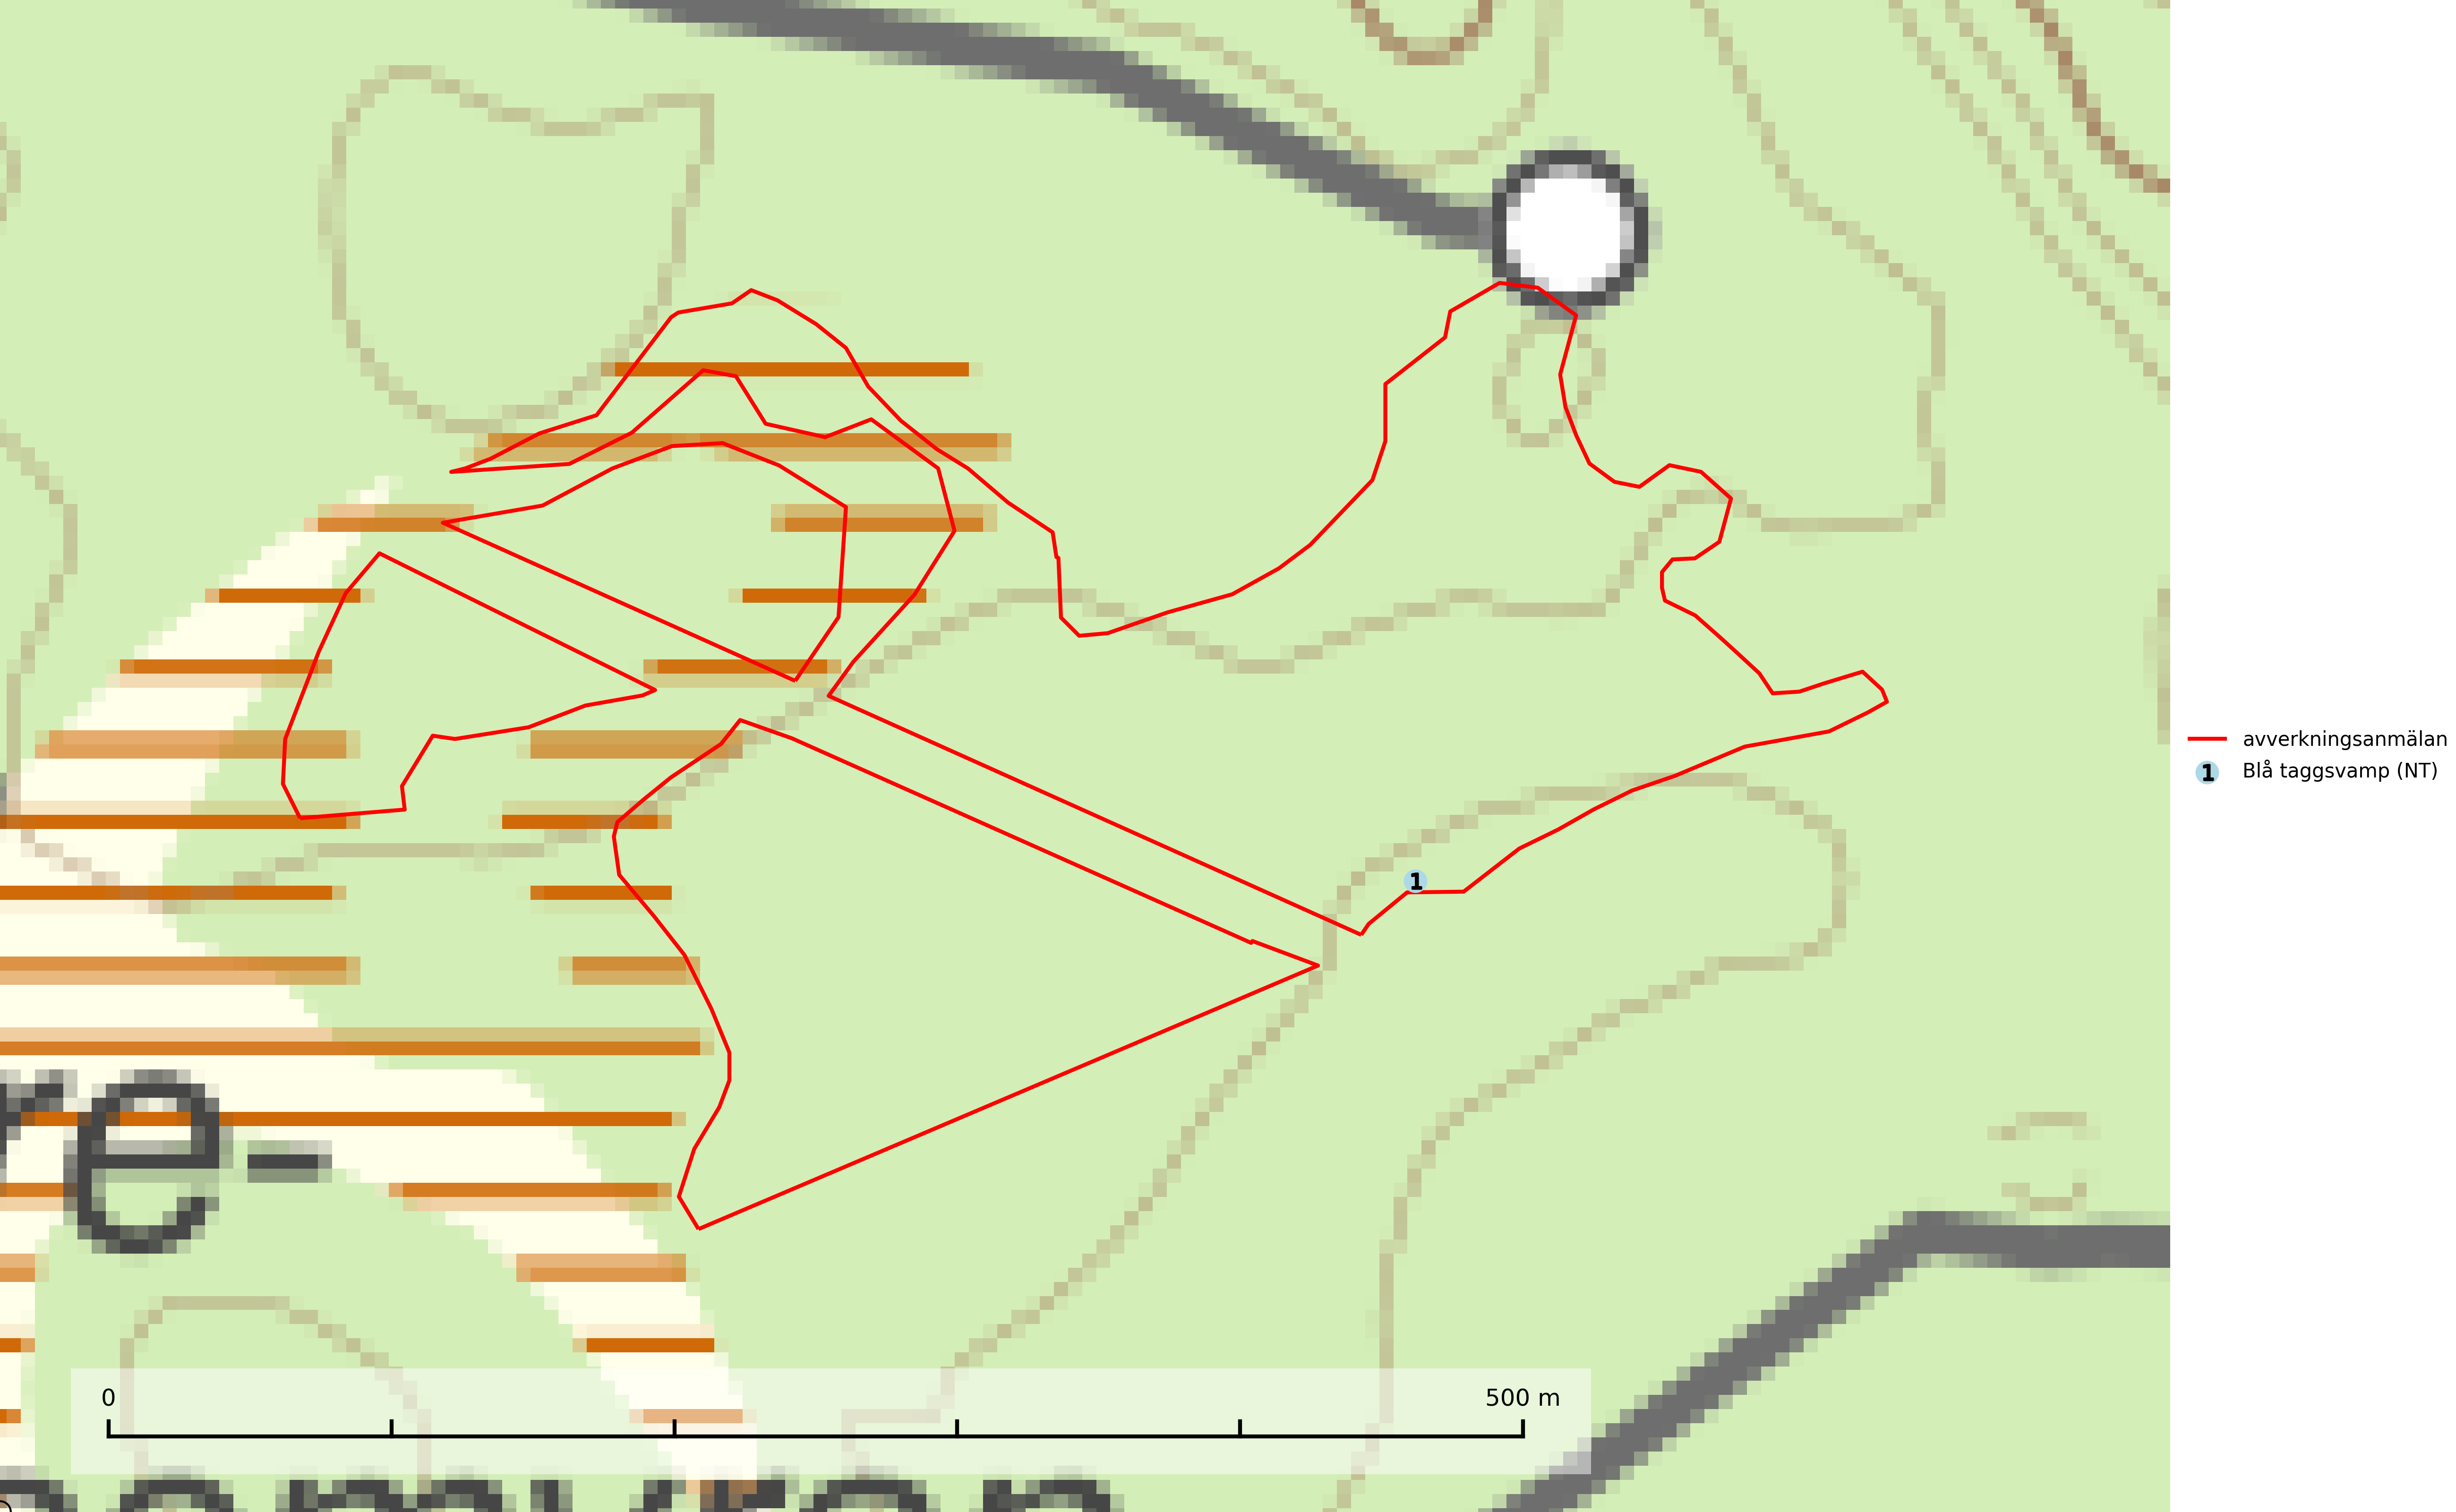 avverkningsanmälan
1 Blå taggsvamp (NT)
1
e-
0 500 m